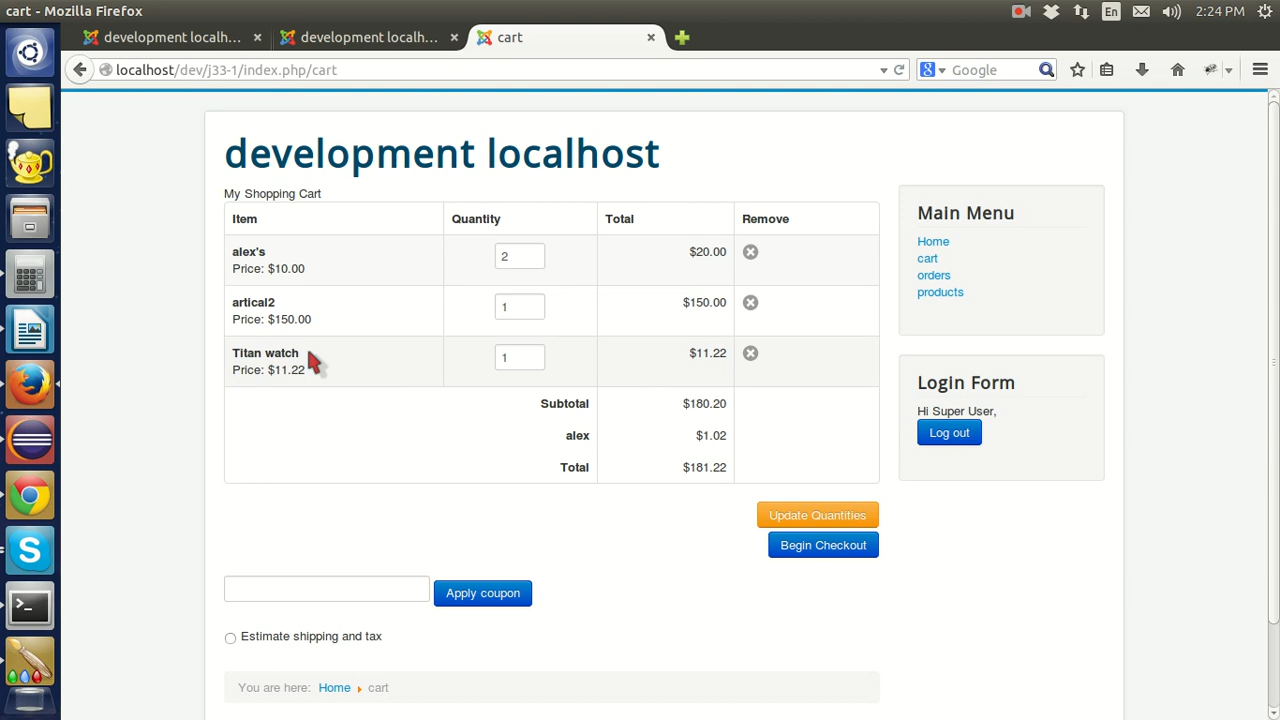 cart - Mozilla Firefox
En
2:24 PM
development localh...
development localh...
cart
localhost/dev/j33-1/index.php/cart
Google
development localhost
My Shopping Cart
Item Quantity Total Remove
alex's
Price: $10.00
2
$20.00
artical2
Price: $150.00
1
$150.00
Titan watch
Price: $11.22
1
$11.22
Subtotal $180.20
alex $1.02
Total $181.22
Update Quantities
Begin Checkout
Apply coupon
Estimate shipping and tax
You are here: Home cart
Main Menu
Home
cart
orders
products
Login Form
Hi Super User,
Log out